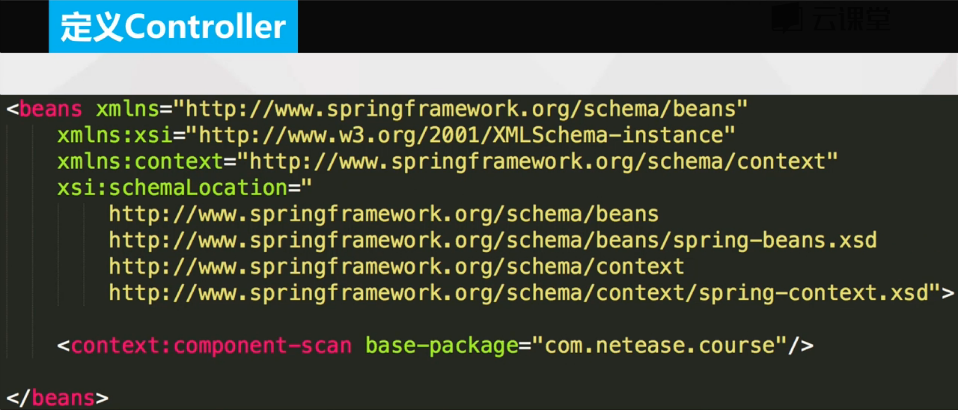 定义Controller
云课堂
<beans xmlns="http://www.springframework.org/schema/beans"
xmlns:xsi="http://www.w3.org/2001/XMLSchema-instance"
xmlns:context="http://www.springframework.org/schema/context"
xsi:schemaLocation="
http://www.springframework.org/schema/beans
http://www.springframework.org/schema/beans/spring-beans.xsd
http://www.springframework.org/schema/context
http://www.springframework.org/schema/context/spring-context.xsd">
<context:component-scan base-package="com.netease.course"/>
</beans>